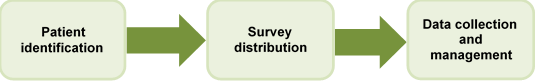 Patient
identification
Survey
distribution
Data collection
and
management